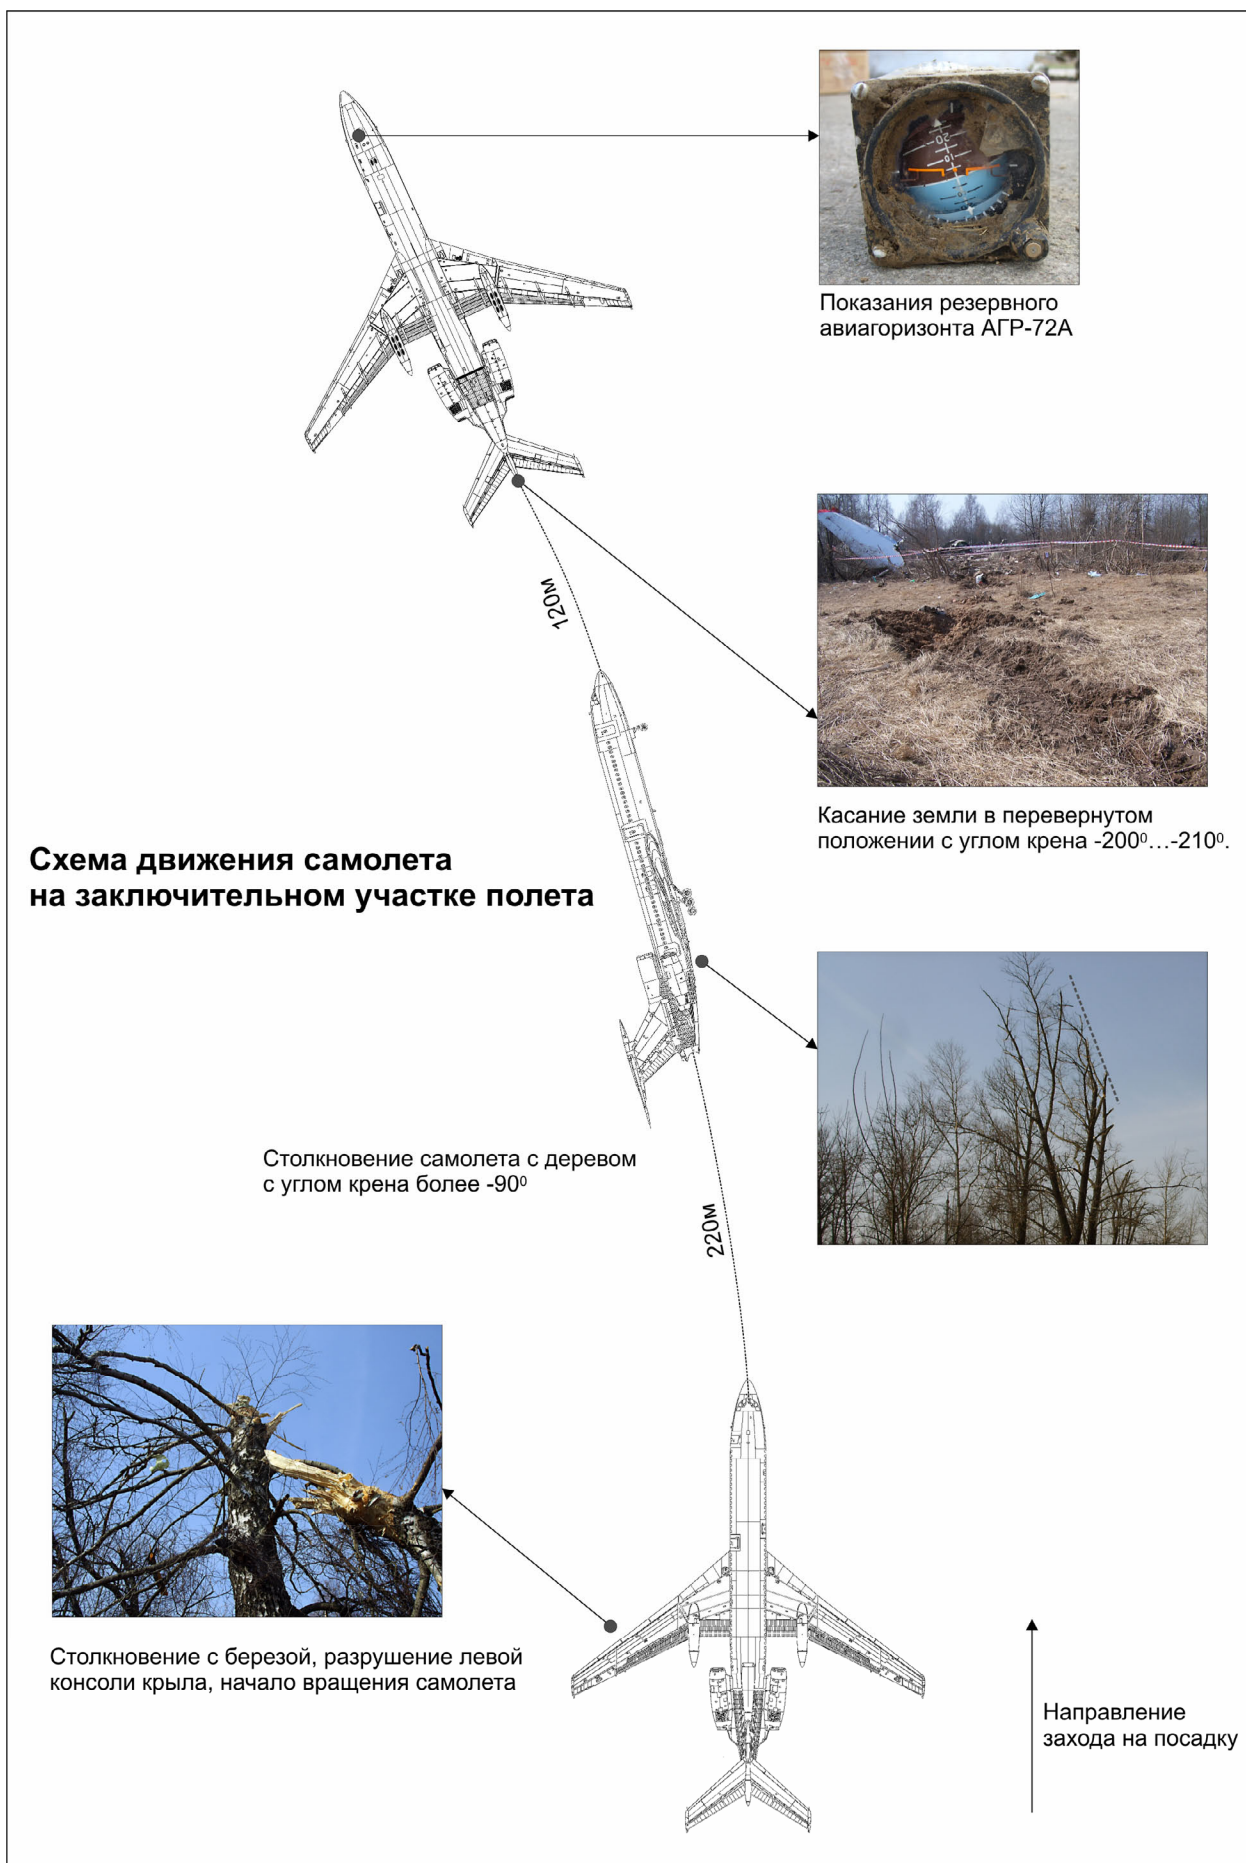 Показания резервного
авиагоризонта АГР-72А
20
10
120м
Касание земли в перевернутом
положении с углом крена -200⁰…-210⁰.
Схема движения самолета
на заключительном участке полета
Столкновение самолета с деревом
с углом крена более -90⁰
220м
Столкновение с березой, разрушение левой
консоли крыла, начало вращения самолета
Направление
захода на посадку